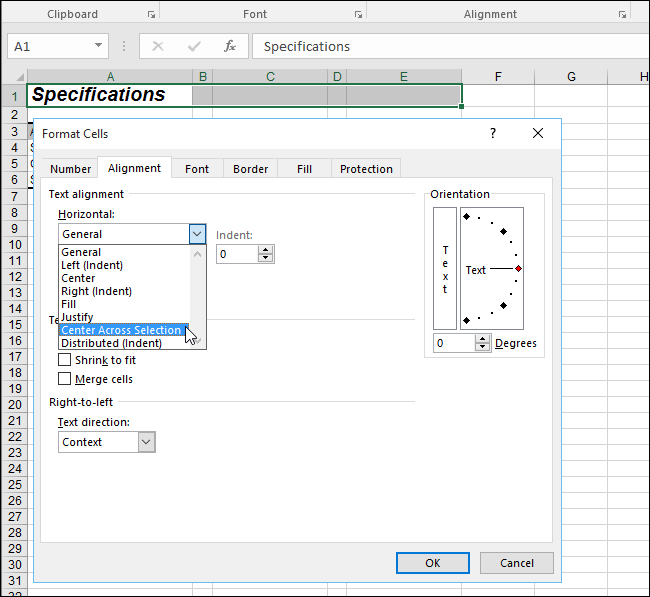 Clipboard Font Alignment
A1 fx Specifications
A B C D E F G H
1 Specifications
2
3 A
4 S
5
6 S
7
8
9
10
11
12
13
14
15
16
17
18
19
20
21
22
23
24
25
26
27
28
29
30
31
32
Format Cells ?
Number Alignment Font Border Fill Protection
Text alignment
Horizontal:
General
Indent:
0
General
Left (Indent)
Center
Right (Indent)
Fill
Justify
Center Across Selection
Distributed (Indent)
Te
Shrink to fit
Merge cells
Right-to-left
Text direction:
Context
Orientation
T
e
x
t
Text
0 Degrees
OK Cancel